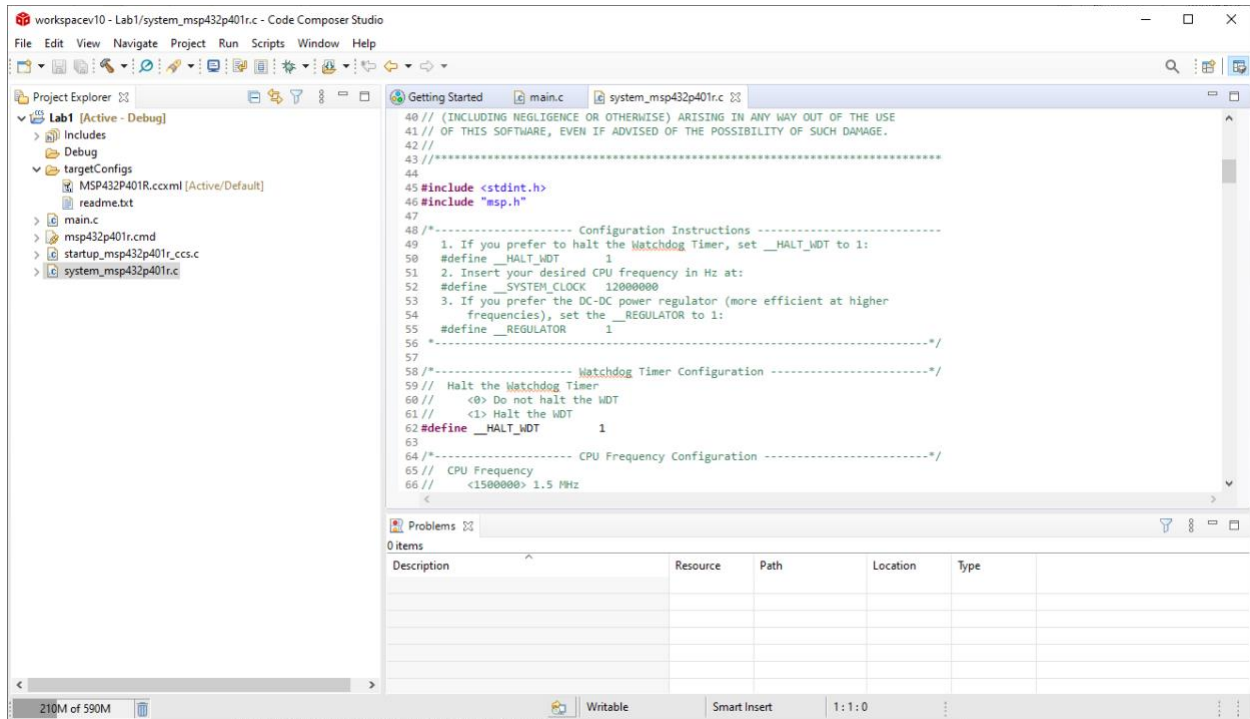 workspacev10 - Lab1/system_msp432p401r.c - Code Composer Studio
File Edit View Navigate Project Run Scripts Window Help
Project Explorer
Lab1 [Active - Debug]
Includes
Debug
targetConfigs
MSP432P401R.ccxml [Active/Default]
readme.txt
main.c
msp432p401r.cmd
startup_msp432p401r_ccs.c
system_msp432p401r.c
Getting Started main.c system_msp432p401r.c
40 // (INCLUDING NEGLIGENCE OR OTHERWISE) ARISING IN ANY WAY OUT OF THE USE
41 // OF THIS SOFTWARE, EVEN IF ADVISED OF THE POSSIBILITY OF SUCH DAMAGE.
42 //
43 //*****************************************************************************
44
45 #include <stdint.h>
46 #include "msp.h"
47
48 /*--------------------- Configuration Instructions ----------------------------
49    1. If you prefer to halt the Watchdog Timer, set __HALT_WDT to 1:
50    #define __HALT_WDT       1
51    2. Insert your desired CPU frequency in Hz at:
52    #define __SYSTEM_CLOCK   12000000
53    3. If you prefer the DC-DC power regulator (more efficient at higher
54        frequencies), set the __REGULATOR to 1:
55    #define __REGULATOR      1
56  *---------------------------------------------------------------------------*/
57
58 /*--------------------- Watchdog Timer Configuration ------------------------*/
59 //  Halt the Watchdog Timer
60 //     <0> Do not halt the WDT
61 //     <1> Halt the WDT
62 #define __HALT_WDT         1
63
64 /*--------------------- CPU Frequency Configuration -------------------------*/
65 //  CPU Frequency
66 //     <1500000> 1.5 MHz
Problems
0 items
Description Resource Path Location Type
210M of 590M Writable Smart Insert 1 : 1 : 0